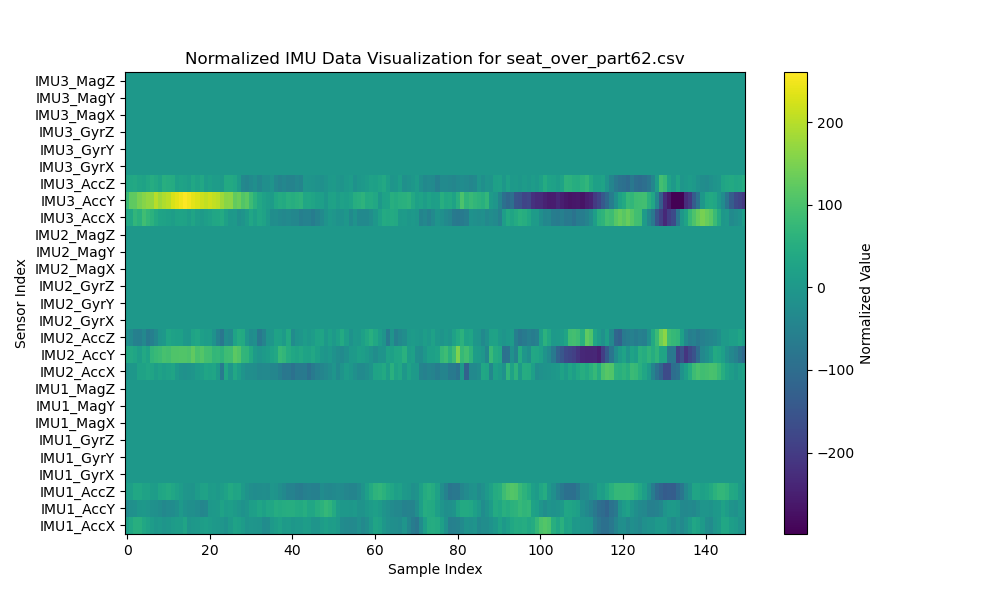 Normalized IMU Data Visualization for seat_over_part62.csv
IMU3_MagZ
IMU3_MagY
IMU3_MagX
IMU3_GyrZ
IMU3_GyrY
IMU3_GyrX
IMU3_AccZ
IMU3_AccY
IMU3_AccX
IMU2_MagZ
IMU2_MagY
IMU2_MagX
IMU2_GyrZ
IMU2_GyrY
IMU2_GyrX
IMU2_AccZ
IMU2_AccY
IMU2_AccX
IMU1_MagZ
IMU1_MagY
IMU1_MagX
IMU1_GyrZ
IMU1_GyrY
IMU1_GyrX
IMU1_AccZ
IMU1_AccY
IMU1_AccX
Sensor Index
0 20 40 60 80 100 120 140
Sample Index
200
100
0
−100
−200
Normalized Value